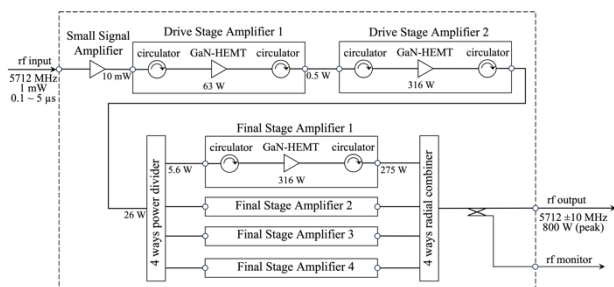 Small Signal
Amplifier
Drive Stage Amplifier 1
Drive Stage Amplifier 2
rf input
circulator
GaN-HEMT
circulator
circulator
GaN-HEMT
circulator
5712 MHz
1 mW
0.1 ~ 5 µs
10 mW
63 W
0.5 W
316 W
Final Stage Amplifier 1
circulator
GaN-HEMT
circulator
5.6 W
316 W
275 W
26 W
4 ways power divider
Final Stage Amplifier 2
Final Stage Amplifier 3
Final Stage Amplifier 4
4 ways radial combiner
rf output
5712 ±10 MHz
800 W (peak)
rf monitor